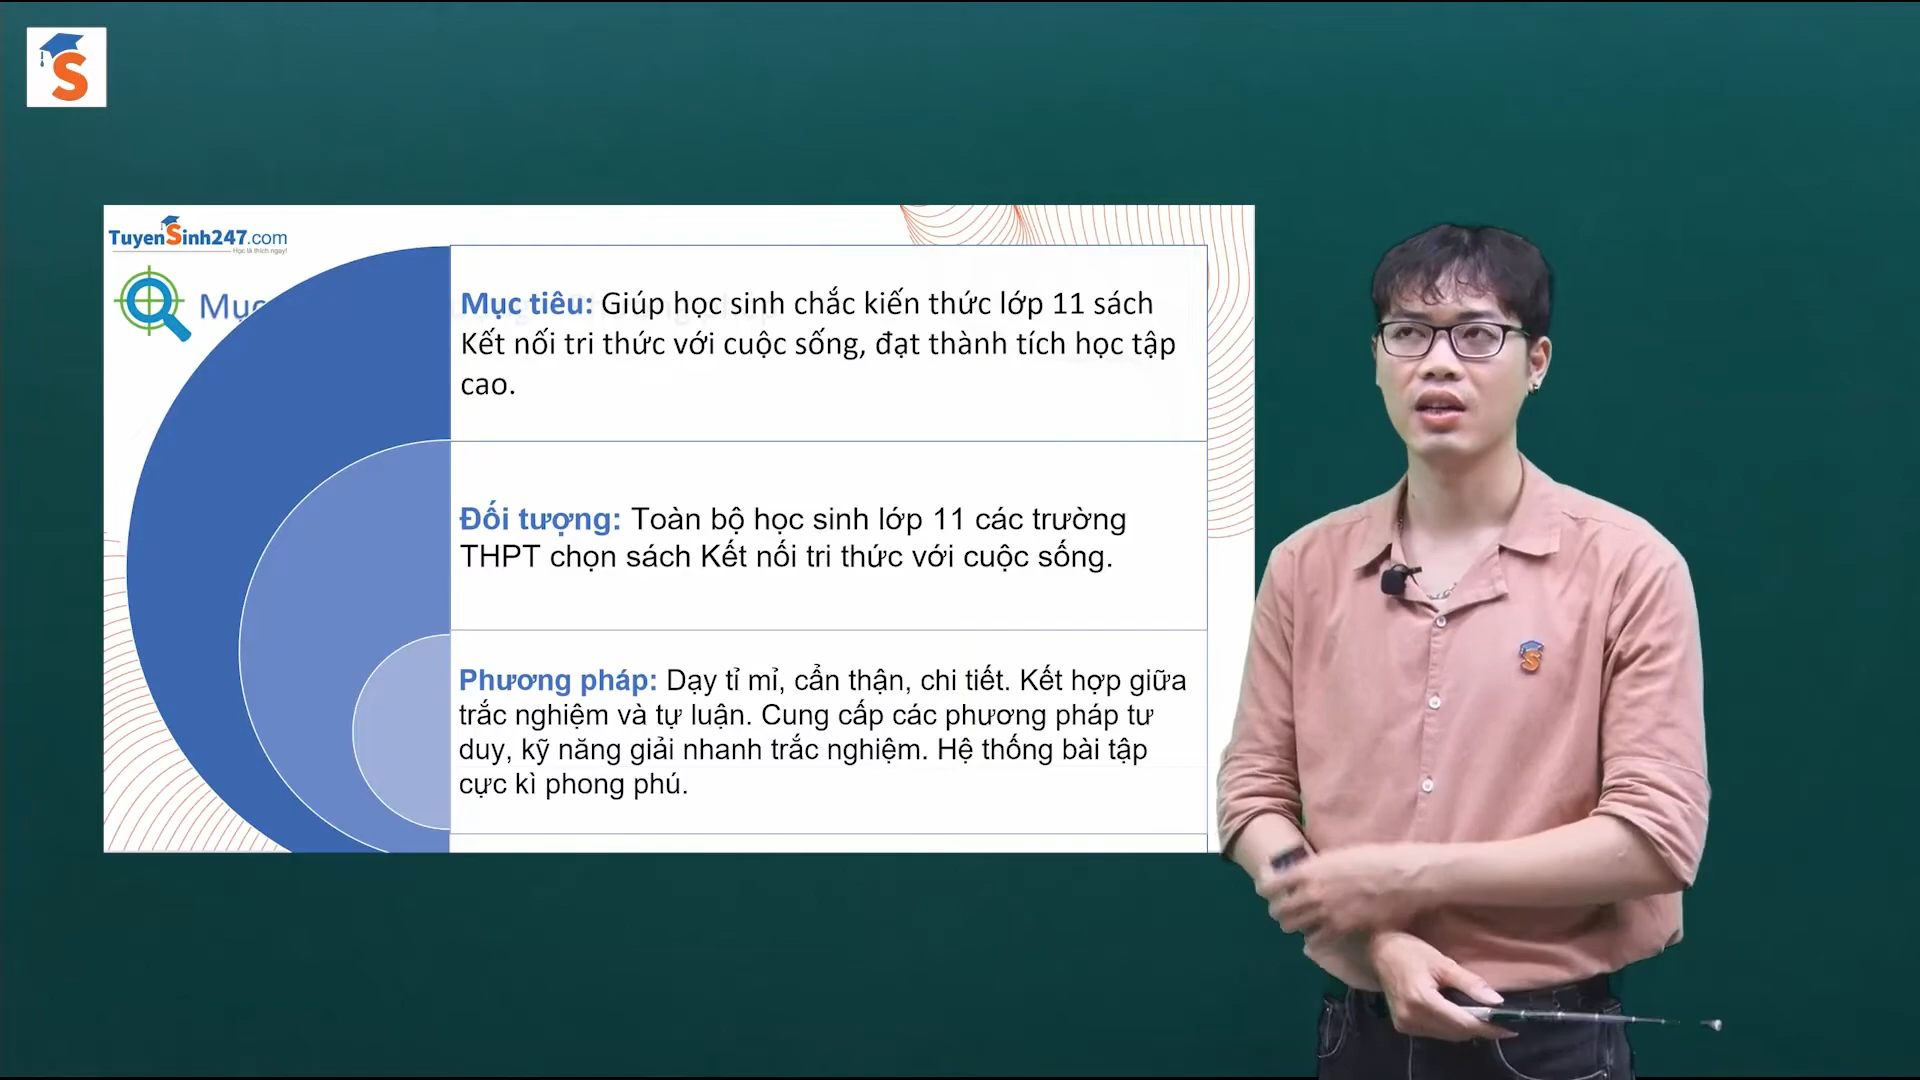 S
TuyenSinh247.com
Học là thích ngay!
Mục
Mục tiêu: Giúp học sinh chắc kiến thức lớp 11 sách
Kết nối tri thức với cuộc sống, đạt thành tích học tập
cao.
Đối tượng: Toàn bộ học sinh lớp 11 các trường
THPT chọn sách Kết nối tri thức với cuộc sống.
Phương pháp: Dạy tỉ mỉ, cẩn thận, chi tiết. Kết hợp giữa
trắc nghiệm và tự luận. Cung cấp các phương pháp tư
duy, kỹ năng giải nhanh trắc nghiệm. Hệ thống bài tập
cực kì phong phú.
S